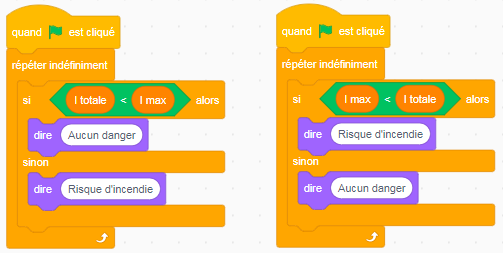 quand est cliqué
répéter indéfiniment
si I totale < I max alors
dire Aucun danger
sinon
dire Risque d'incendie
quand est cliqué
répéter indéfiniment
si I max < I totale alors
dire Risque d'incendie
sinon
dire Aucun danger